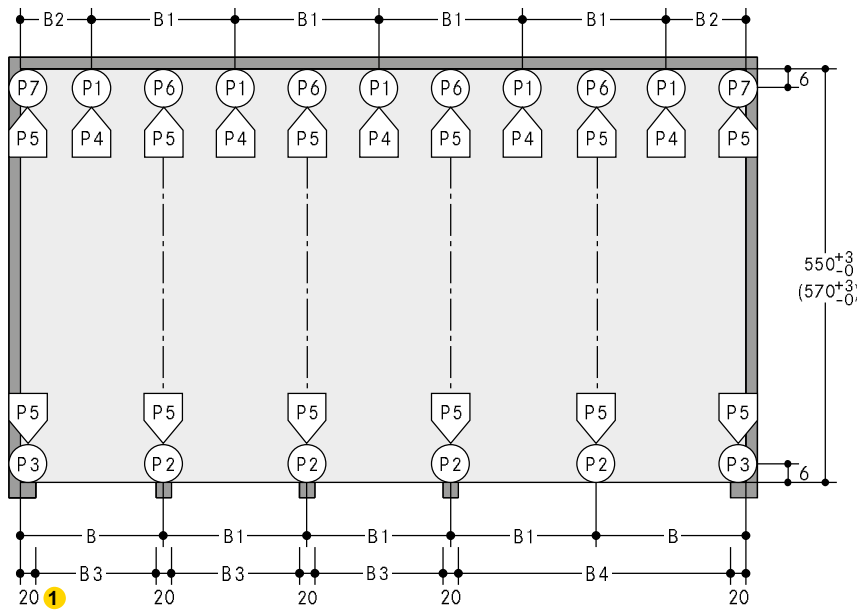 B2 B1 B1 B1 B1 B2
P7 P1 P6 P1 P6 P1 P6 P1 P6 P1 P7 6
P5 P4 P5 P4 P5 P4 P5 P4 P5 P4 P5
550+3-0
(570+3-0)
P5 P5 P5 P5 P5 P5
P3 P2 P2 P2 P2 P3 6
B B1 B1 B1 B
B3 B3 B3 B4
20 1 20 20 20 20